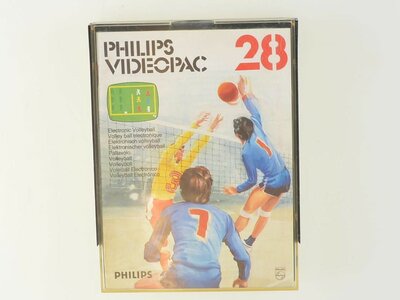 PHILIPS
VIDEOPAC
28
Electronic Volleyball
Volley ball électronique
Elektronisch volleybal
Elektronischer volleyball
Pallavolo
Volleyboll
Volleyball
Voleibol Electronico
Volleyball Electrónico
1
7
PHILIPS